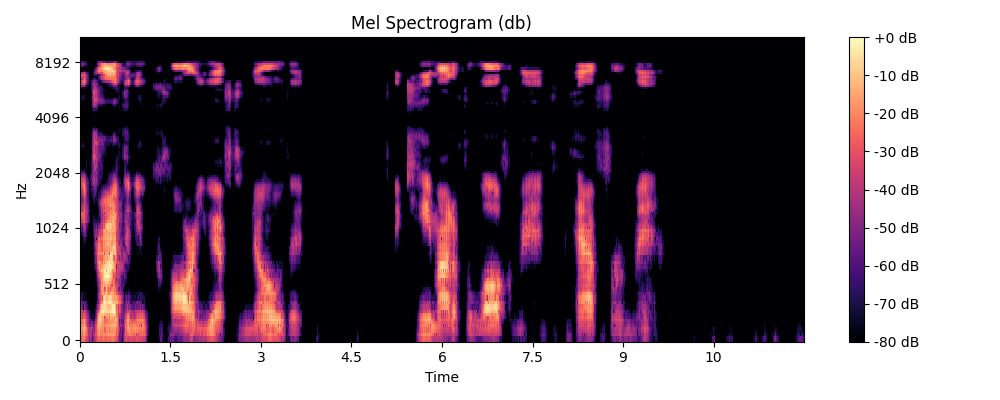 Mel Spectrogram (db)
8192
4096
2048
1024
512
0
Hz
0 1.5 3 4.5 6 7.5 9 10
Time
+0 dB
-10 dB
-20 dB
-30 dB
-40 dB
-50 dB
-60 dB
-70 dB
-80 dB